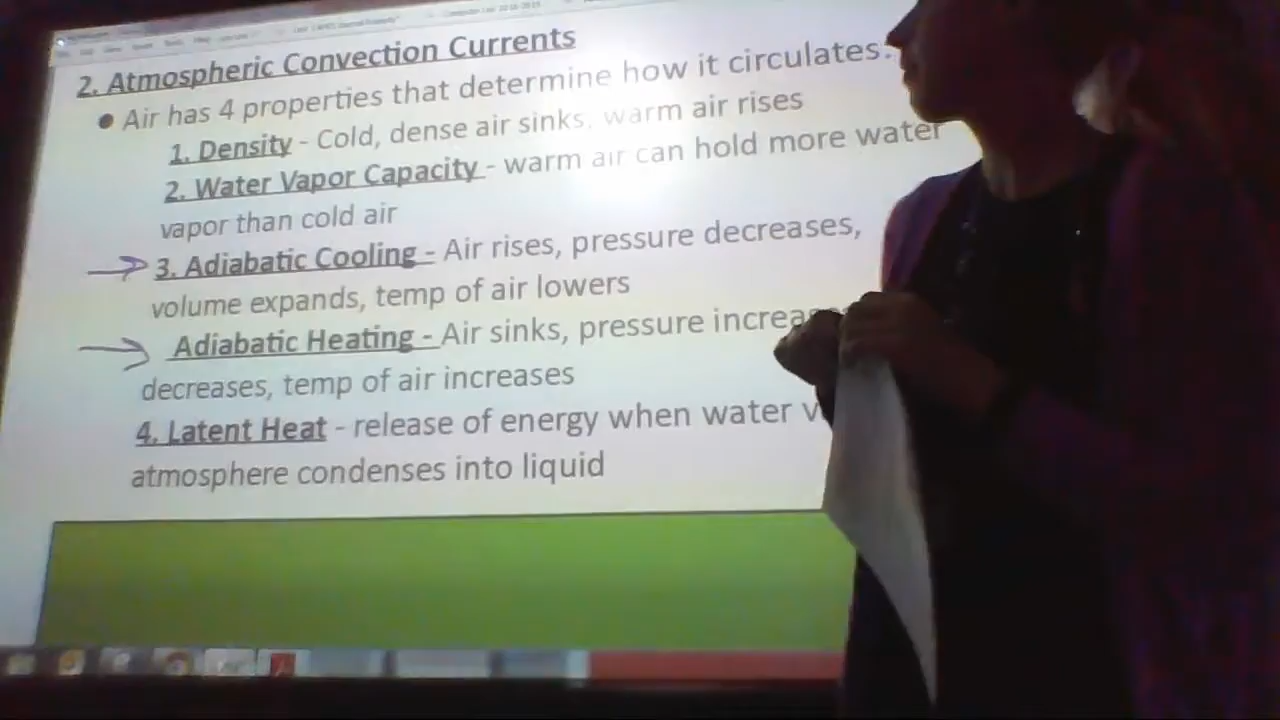 2. Atmospheric Convection Currents
● Air has 4 properties that determine how it circulates:
1. Density - Cold, dense air sinks, warm air rises
2. Water Vapor Capacity - warm air can hold more water
vapor than cold air
3. Adiabatic Cooling - Air rises, pressure decreases,
volume expands, temp of air lowers
Adiabatic Heating - Air sinks, pressure
decreases, temp of air increases
4. Latent Heat - release of energy when water
atmosphere condenses into liquid